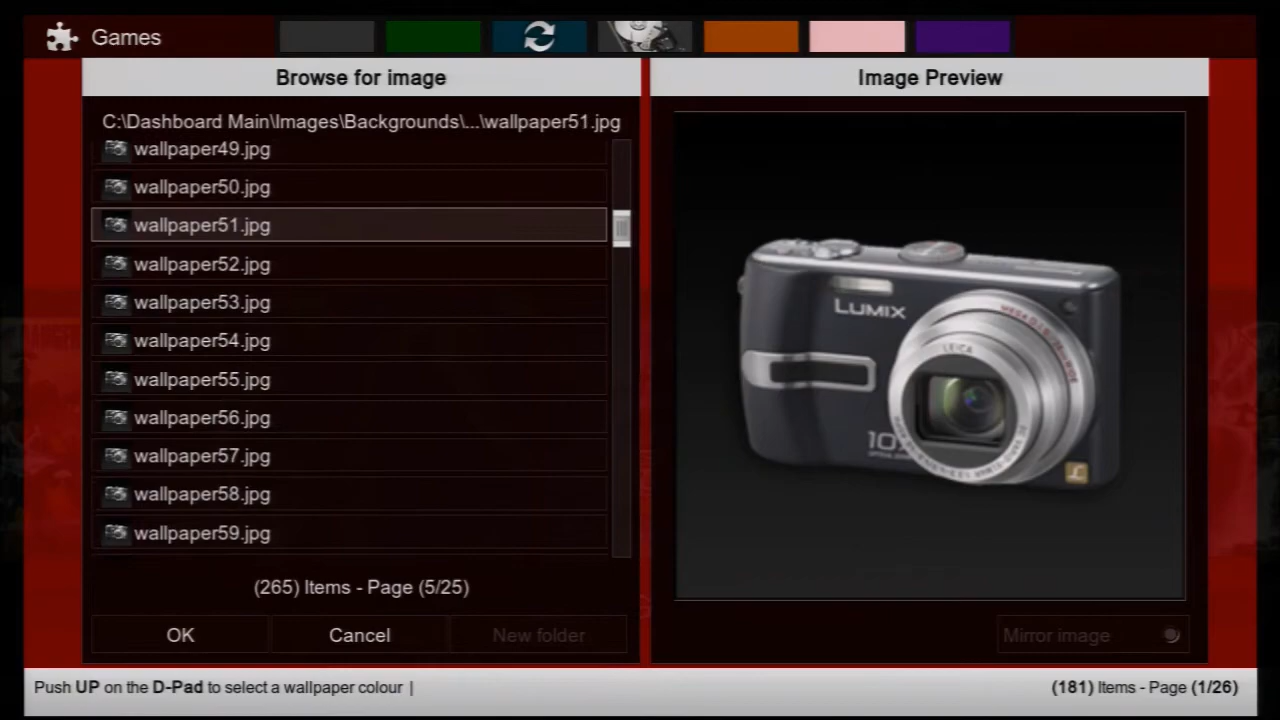 Games
Browse for image
Image Preview
C:\Dashboard Main\Images\Backgrounds\...\wallpaper51.jpg
wallpaper49.jpg
wallpaper50.jpg
wallpaper51.jpg
wallpaper52.jpg
wallpaper53.jpg
wallpaper54.jpg
wallpaper55.jpg
wallpaper56.jpg
wallpaper57.jpg
wallpaper58.jpg
wallpaper59.jpg
(265) Items - Page (5/25)
OK
Cancel
New folder
LUMIX
LEICA
10x
L
Mirror image
Push UP on the D-Pad to select a wallpaper colour |
(181) Items - Page (1/26)